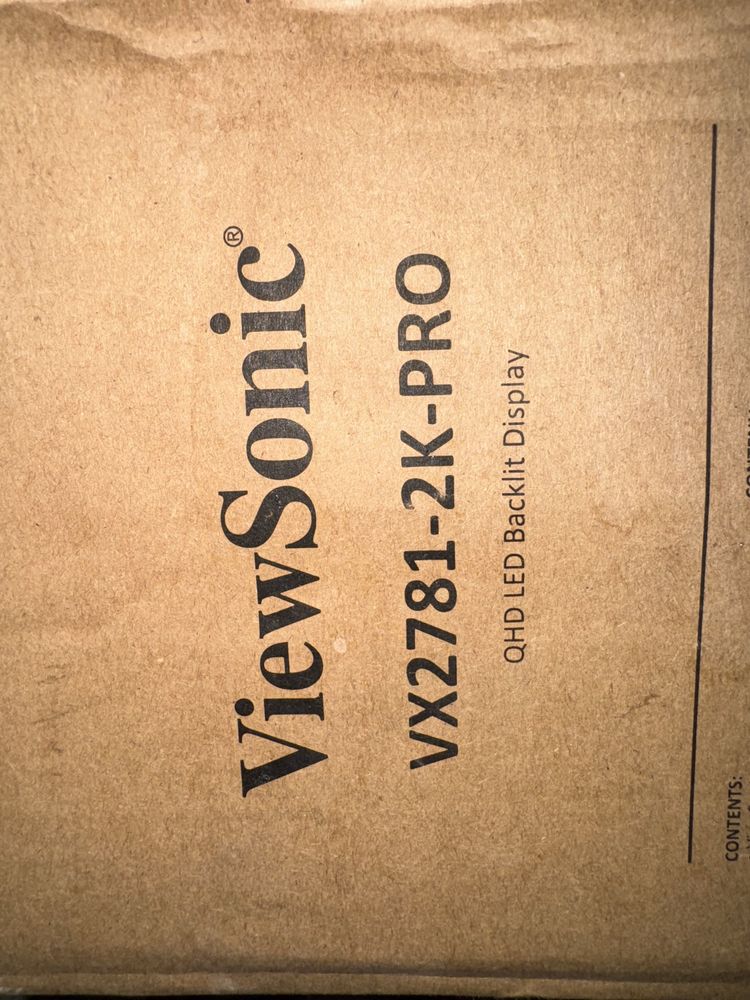 ViewSonic®
VX2781-2K-PRO
QHD LED Backlit Display
CONTENTS: